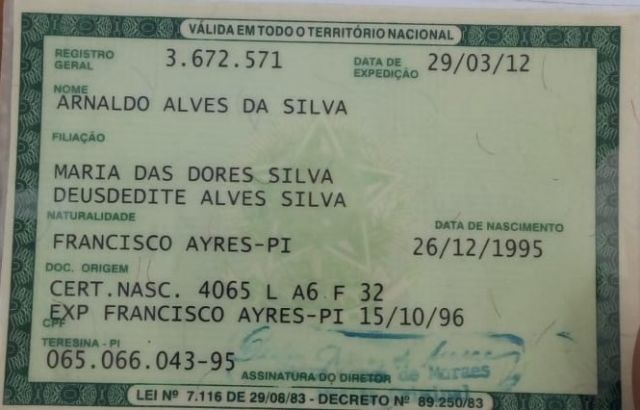 VÁLIDA EM TODO O TERRITÓRIO NACIONAL
REGISTRO GERAL 3.672.571 DATA DE EXPEDIÇÃO 29/03/12
NOME
ARNALDO ALVES DA SILVA
FILIAÇÃO
MARIA DAS DORES SILVA
DEUSDEDITE ALVES SILVA
NATURALIDADE DATA DE NASCIMENTO
FRANCISCO AYRES-PI 26/12/1995
DOC. ORIGEM
CERT.NASC. 4065 L A6 F 32
EXP FRANCISCO AYRES-PI 15/10/96
CPF
TERESINA - PI
065.066.043-95
de Moraes
ASSINATURA DO DIRETOR
LEI Nº 7.116 DE 29/08/83 - DECRETO Nº 89.250/83